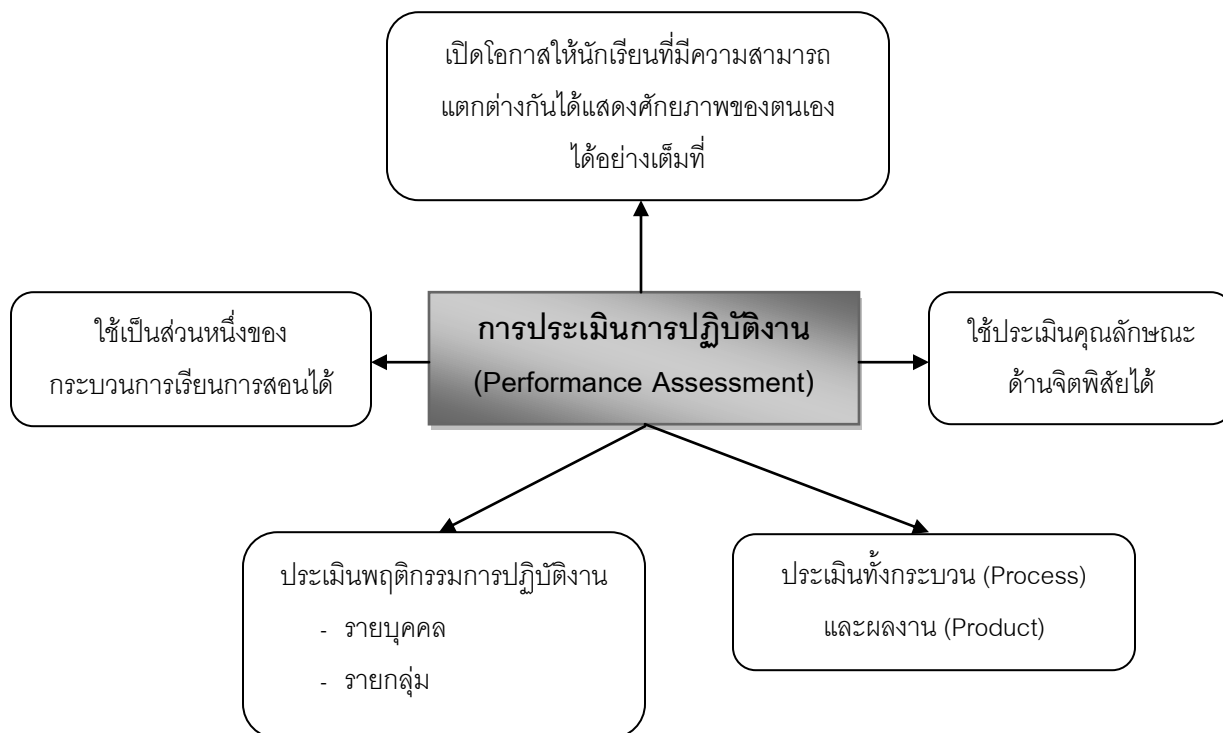 เปิดโอกาสให้นักเรียนที่มีความสามารถ
แตกต่างกันได้แสดงศักยภาพของตนเอง
ได้อย่างเต็มที่
ใช้เป็นส่วนหนึ่งของ
กระบวนการเรียนการสอนได้
การประเมินการปฏิบัติงาน
(Performance Assessment)
ใช้ประเมินคุณลักษณะ
ด้านจิตพิสัยได้
ประเมินพฤติกรรมการปฏิบัติงาน
- รายบุคคล
- รายกลุ่ม
ประเมินทั้งกระบวน (Process)
และผลงาน (Product)